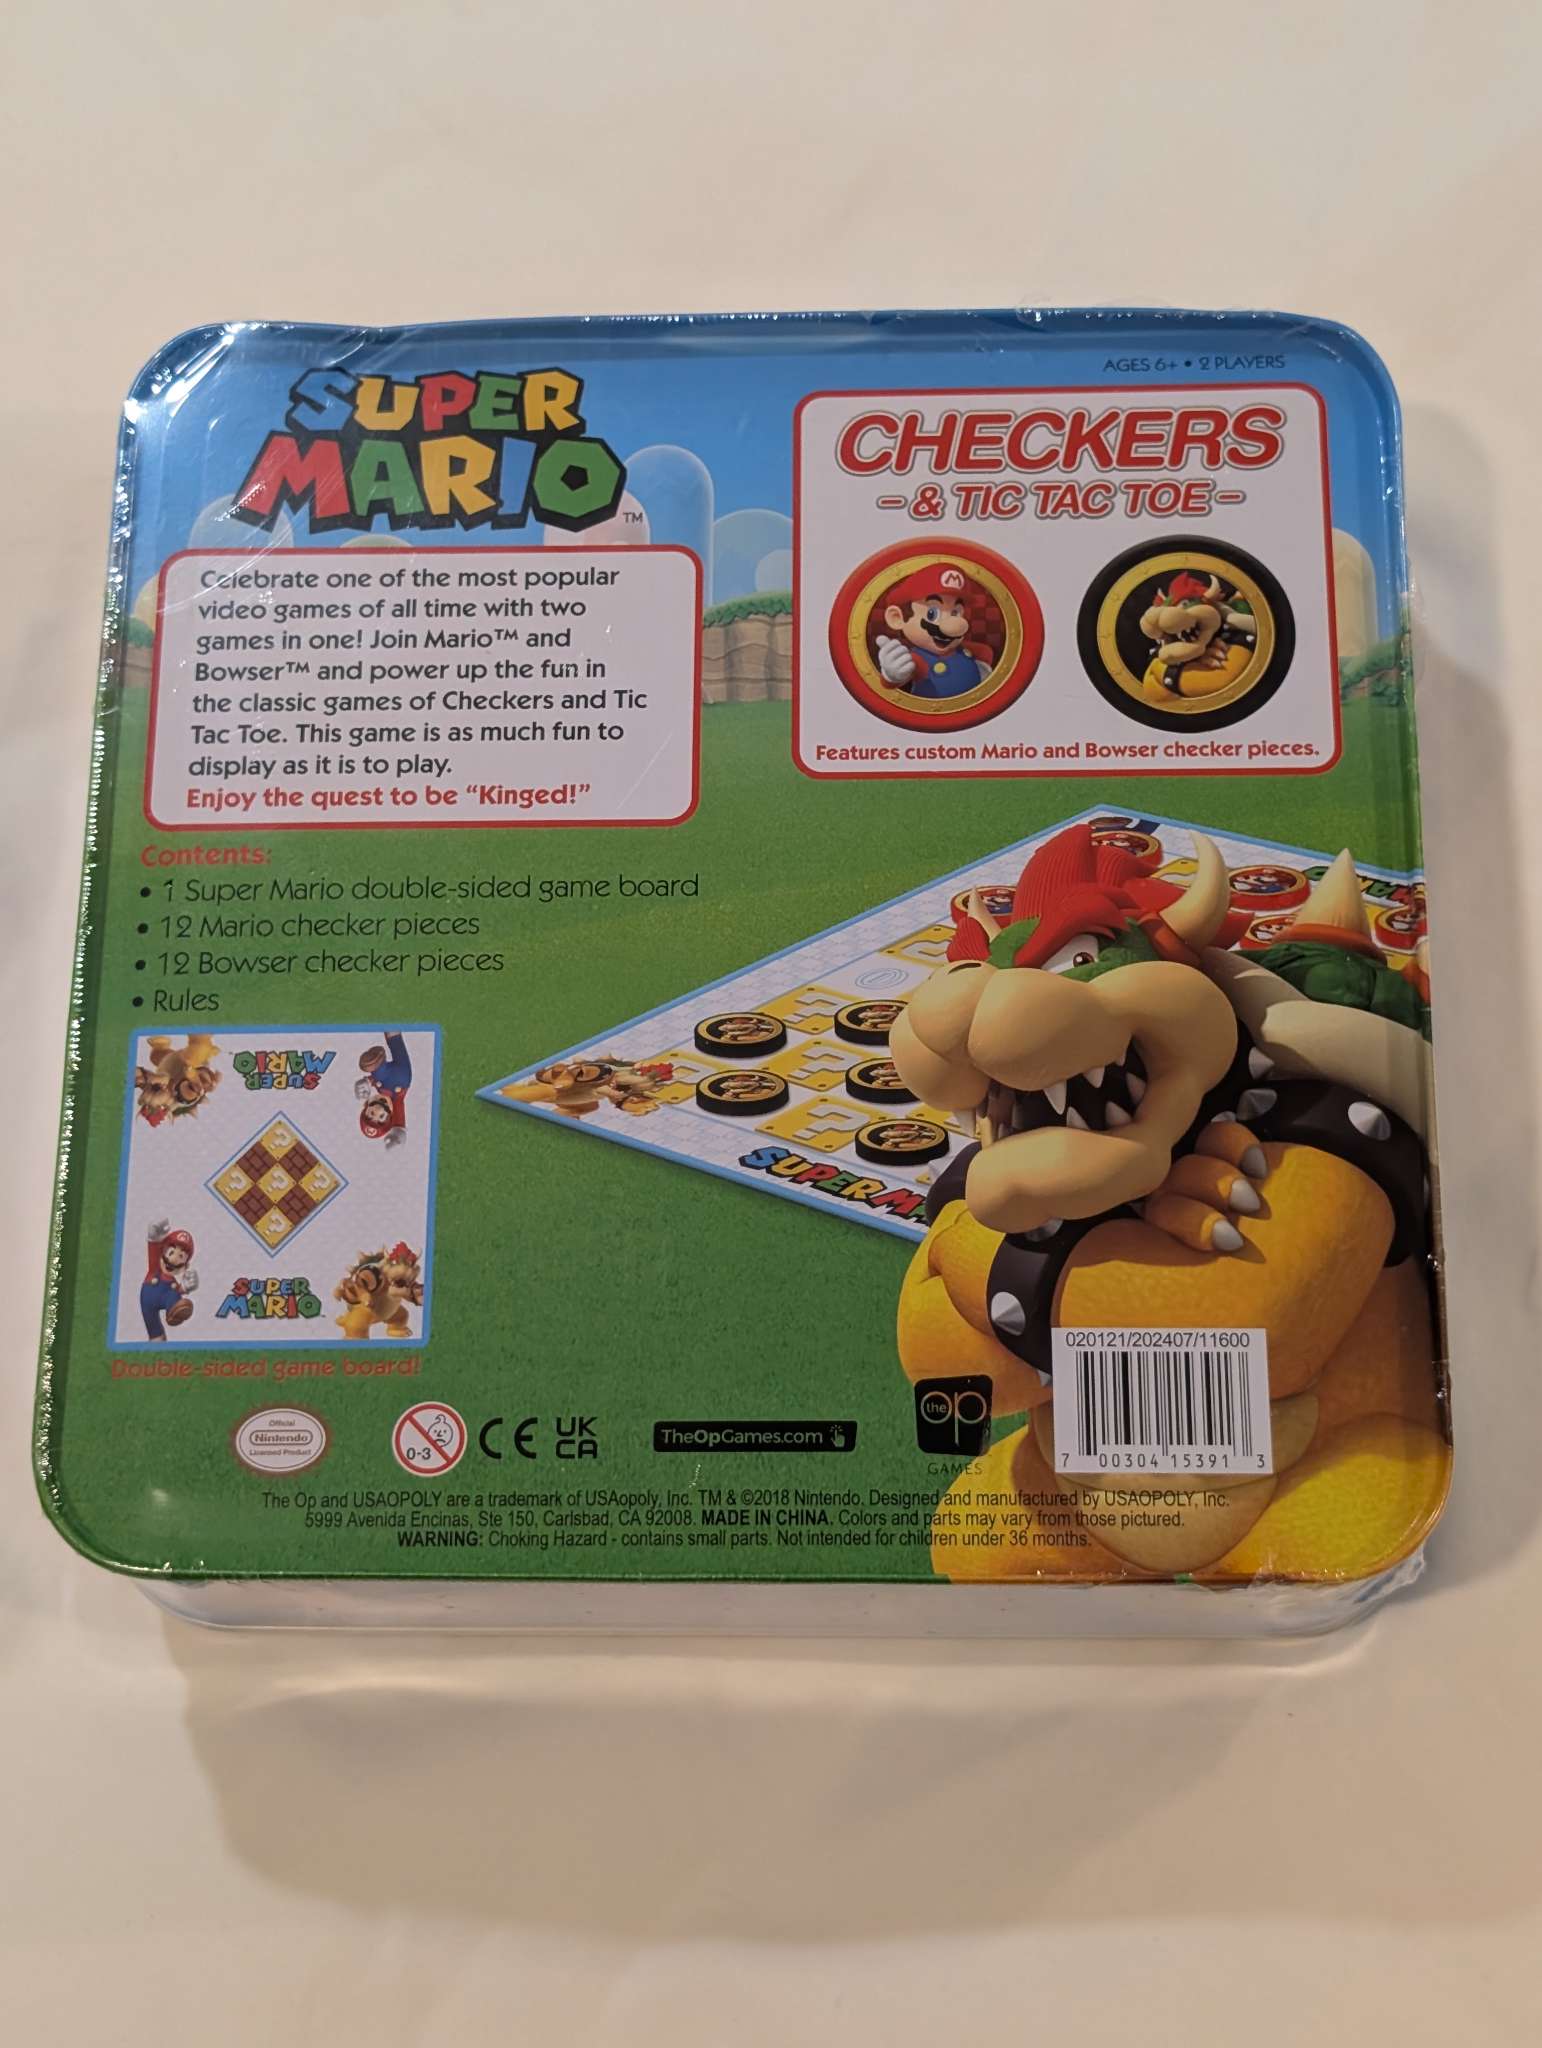 AGES 6+ • 2 PLAYERS
SUPER
MARIO™
CHECKERS
- & TIC TAC TOE -
Celebrate one of the most popular
video games of all time with two
games in one! Join Mario™ and
Bowser™ and power up the fun in
the classic games of Checkers and Tic
Tac Toe. This game is as much fun to
display as it is to play.
Enjoy the quest to be “Kinged!”
M
Features custom Mario and Bowser checker pieces.
Contents:
• 1 Super Mario double-sided game board
• 12 Mario checker pieces
• 12 Bowser checker pieces
• Rules
SUPER
MARIO
SUPER
MARIO
SUPER MA
MARIO
Double-sided game board!
020121/202407/11600
7 00304 15391 3
Official
Nintendo
Licensed Product
0-3
CE
UK
CA
TheOpGames.com
the op
GAMES
The Op and USAOPOLY are a trademark of USAopoly, Inc. TM & ©2018 Nintendo. Designed and manufactured by USAOPOLY, Inc.
5999 Avenida Encinas, Ste 150, Carlsbad, CA 92008. MADE IN CHINA. Colors and parts may vary from those pictured.
WARNING: Choking Hazard - contains small parts. Not intended for children under 36 months.